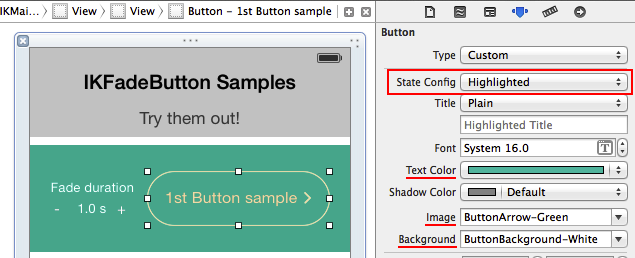 IKMai... View View Button - 1st Button sample
IKFadeButton Samples
Try them out!
Fade duration
- 1.0 s +
1st Button sample
Button
Type Custom
State Config Highlighted
Title Plain
Highlighted Title
Font System 16.0 T
Text Color
Shadow Color Default
Image ButtonArrow-Green
Background ButtonBackground-White